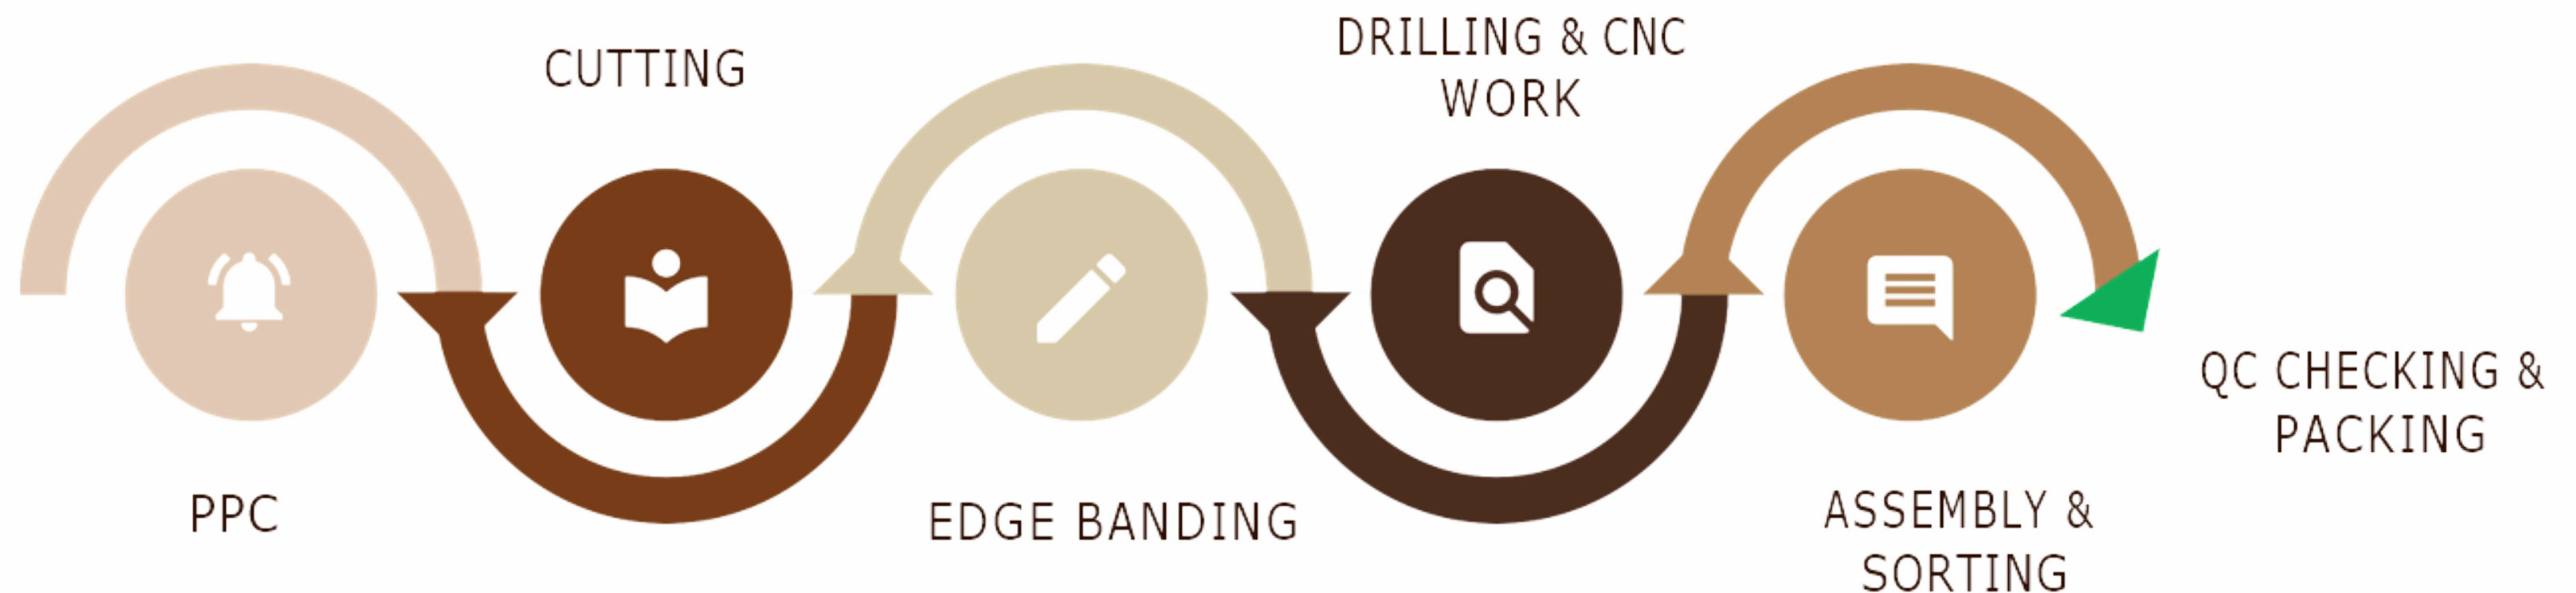 PPC
CUTTING
EDGE BANDING
DRILLING & CNC
WORK
ASSEMBLY &
SORTING
QC CHECKING &
PACKING